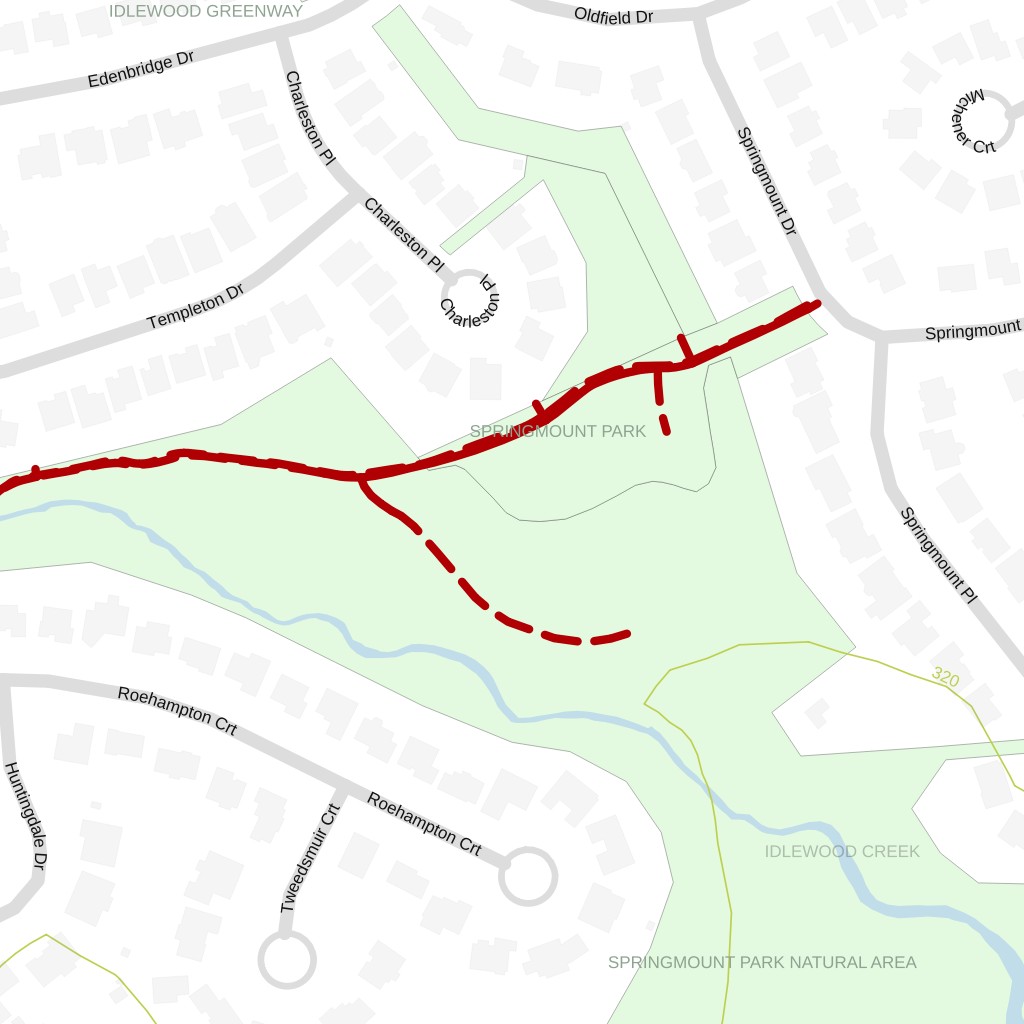 IDLEWOOD GREENWAY
Oldfield Dr
Edenbridge Dr
Charleston Pl
Michener Crt
Springmount Dr
Charleston Pl
Charleston Pl
Templeton Dr
Springmount
SPRINGMOUNT PARK
Springmount Pl
320
Roehampton Crt
Huntingdale Dr
Roehampton Crt
Tweedsmuir Crt
IDLEWOOD CREEK
SPRINGMOUNT PARK NATURAL AREA